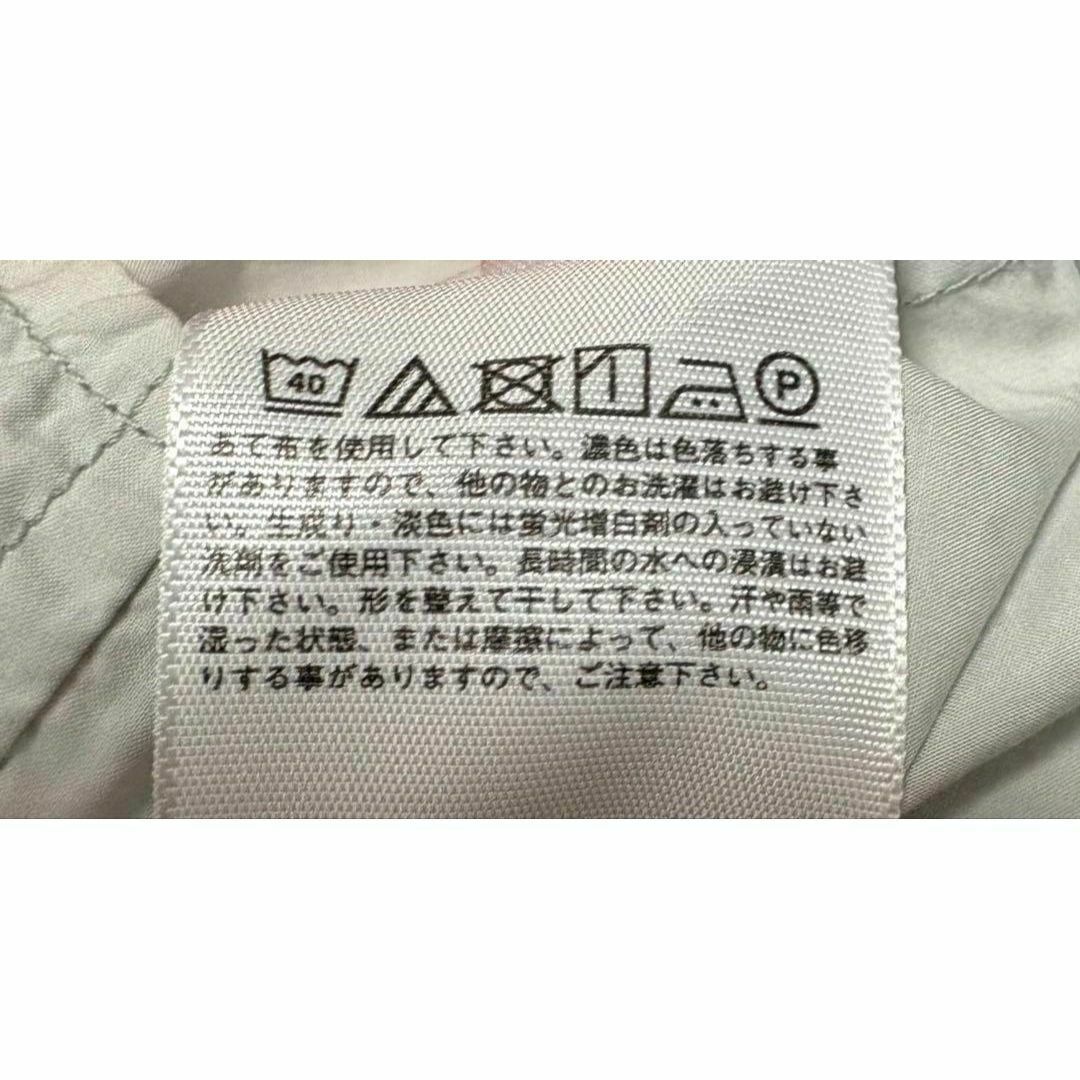 40 P
あて布を使用して下さい。濃色は色落ちする事
がありますので、他の物とのお洗濯はお避け下さ
い。生成り・淡色には蛍光増白剤の入っていない
洗剤をご使用下さい。長時間の水への浸漬はお避
け下さい。形を整えて干して下さい。汗や雨等で
湿った状態、または摩擦によって、他の物に色移
りする事がありますので、ご注意下さい。